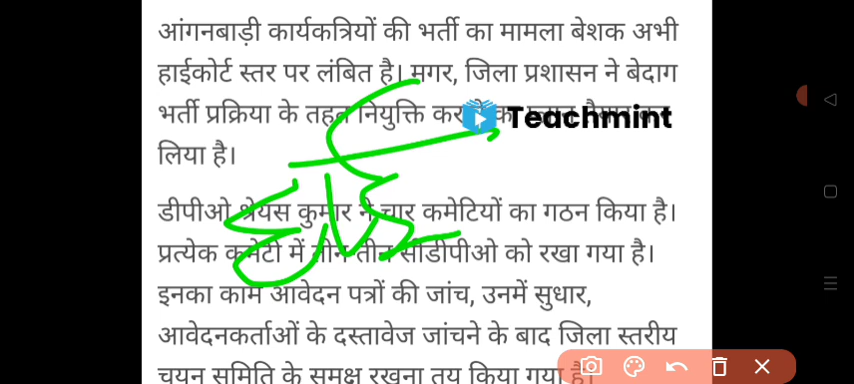 आंगनबाड़ी कार्यकत्रियों की भर्ती का मामला बेशक अभी
हाईकोर्ट स्तर पर लंबित है। मगर, जिला प्रशासन ने बेदाग
भर्ती प्रक्रिया के तहत नियुक्ति Teachmint
लिया है।
डीपीओ श्रेयस कुमार ने चार कमेटियों का गठन किया है।
प्रत्येक कमेटी में तीन तीन सीडीपीओ को रखा गया है।
इनका काम आवेदन पत्रों की जांच, उनमें सुधार,
आवेदनकर्ताओं के दस्तावेज जांचने के बाद जिला स्तरीय
चयन समिति के समक्ष रखना तय किया गया है।